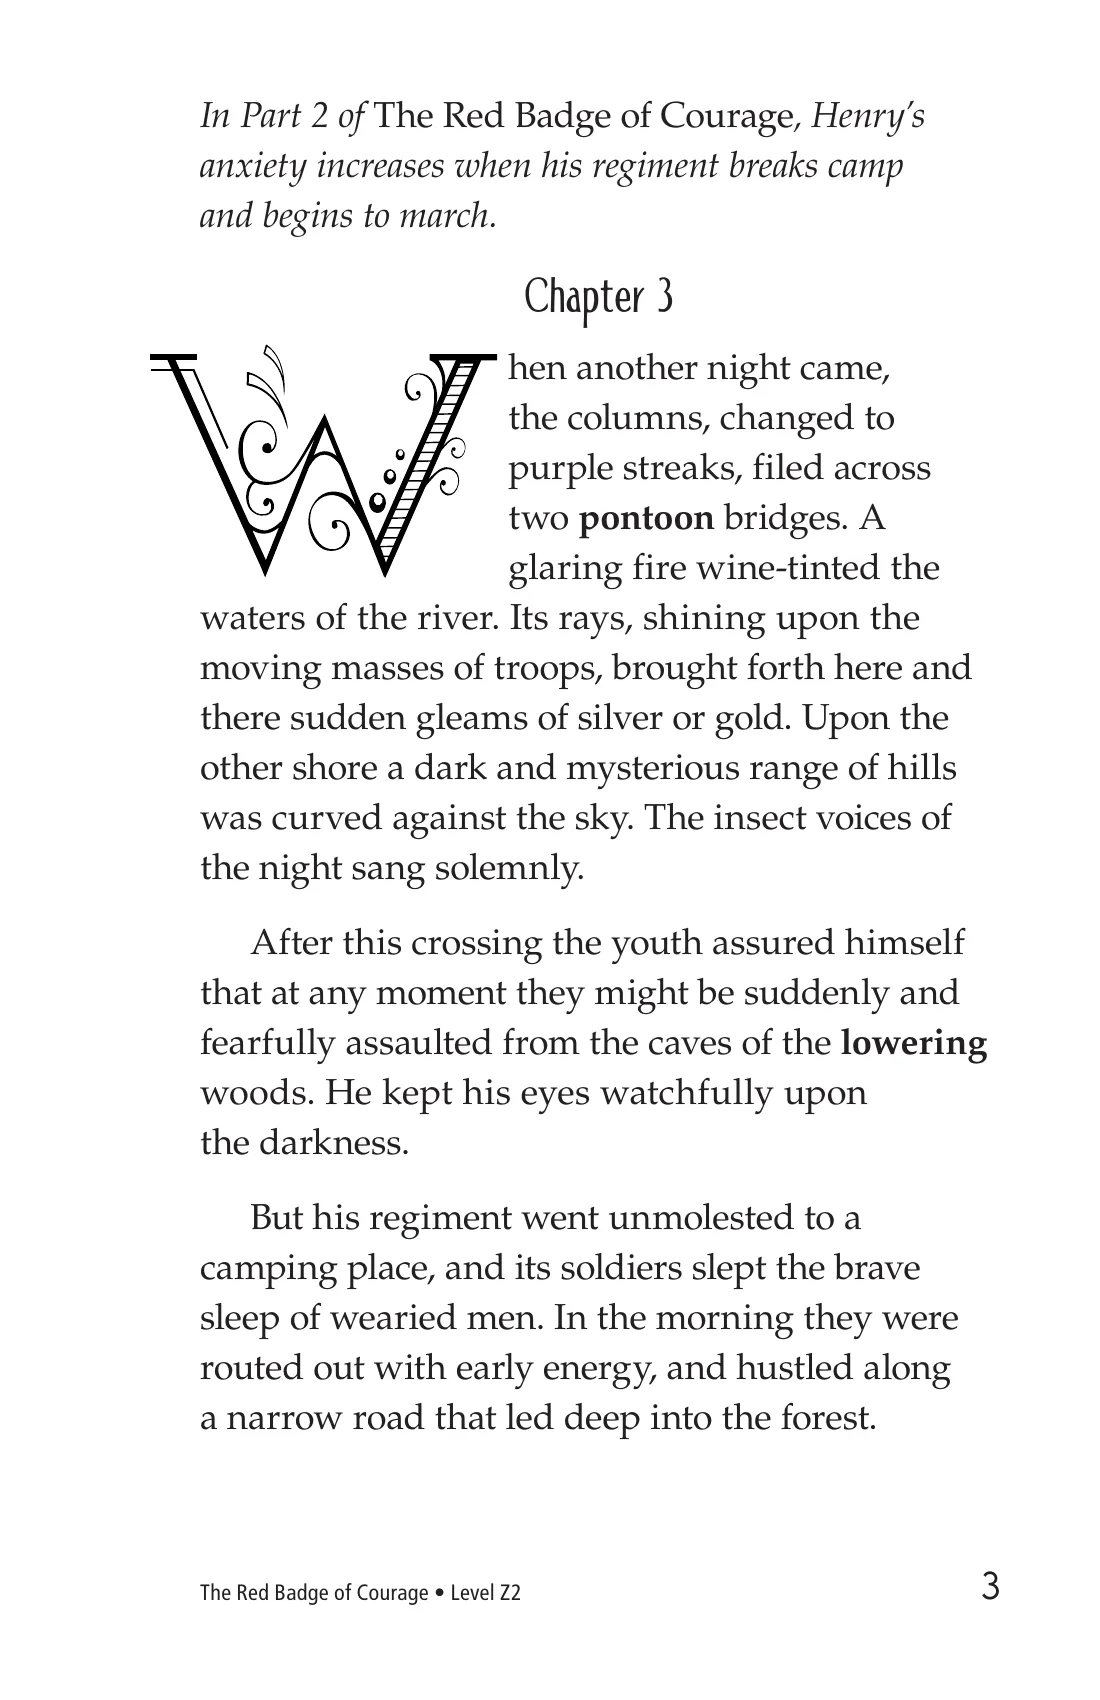 In Part 2 of The Red Badge of Courage, Henry’s
anxiety increases when his regiment breaks camp
and begins to march.
Chapter 3
When another night came,
the columns, changed to
purple streaks, filed across
two pontoon bridges. A
glaring fire wine-tinted the
waters of the river. Its rays, shining upon the
moving masses of troops, brought forth here and
there sudden gleams of silver or gold. Upon the
other shore a dark and mysterious range of hills
was curved against the sky. The insect voices of
the night sang solemnly.
After this crossing the youth assured himself
that at any moment they might be suddenly and
fearfully assaulted from the caves of the lowering
woods. He kept his eyes watchfully upon
the darkness.
But his regiment went unmolested to a
camping place, and its soldiers slept the brave
sleep of wearied men. In the morning they were
routed out with early energy, and hustled along
a narrow road that led deep into the forest.
The Red Badge of Courage • Level Z2
3